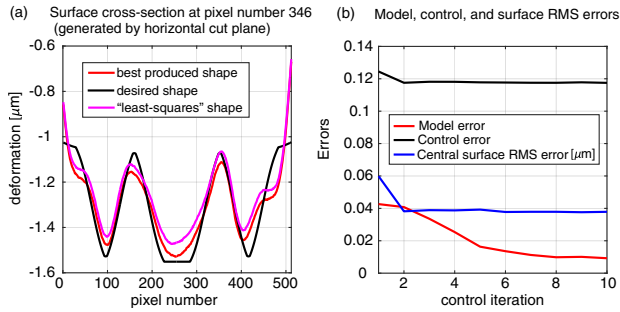 (a) Surface cross-section at pixel number 346
(generated by horizontal cut plane)
-0.6
-0.8
-1
-1.2
-1.4
-1.6
deformation [μm]
best produced shape
desired shape
"least-squares" shape
0 100 200 300 400 500
pixel number
(b) Model, control, and surface RMS errors
0.16
0.14
0.12
0.1
0.08
0.06
0.04
0.02
0
Errors
Model error
Control error
Central surface RMS error [μm]
2 4 6 8 10
control iteration